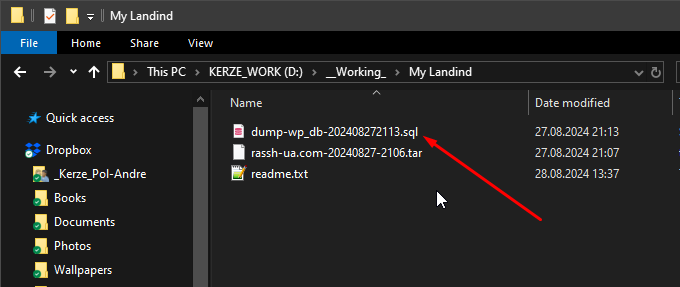 My Landind
File Home Share View
This PC KERZE_WORK (D:) __Working_ My Landind
Quick access
Dropbox
_Kerze_Pol-Andre
Books
Documents
Photos
Wallpapers
Name Date modified
dump-wp_db-202408272113.sql 27.08.2024 21:13
rassh-ua.com-20240827-2106.tar 27.08.2024 21:07
readme.txt 28.08.2024 13:37